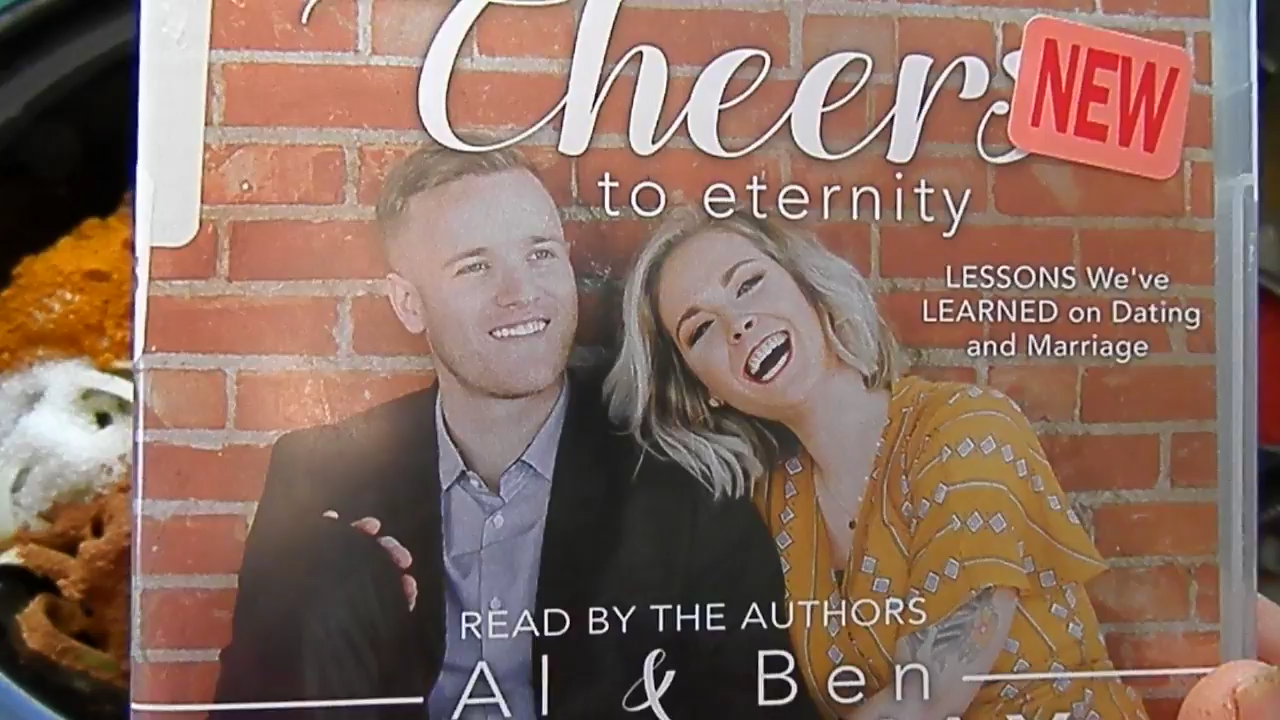 Cheers
NEW
to eternity
LESSONS We've
LEARNED on Dating
and Marriage
READ BY THE AUTHORS
Al & Ben